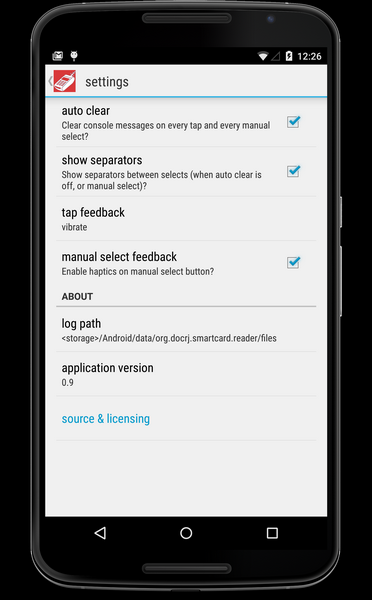 12:26
settings
auto clear
Clear console messages on every tap and every manual
select?
show separators
Show separators between selects (when auto clear is
off, or manual select)?
tap feedback
vibrate
manual select feedback
Enable haptics on manual select button?
ABOUT
log path
<storage>/Android/data/org.docrj.smartcard.reader/files
application version
0.9
source & licensing